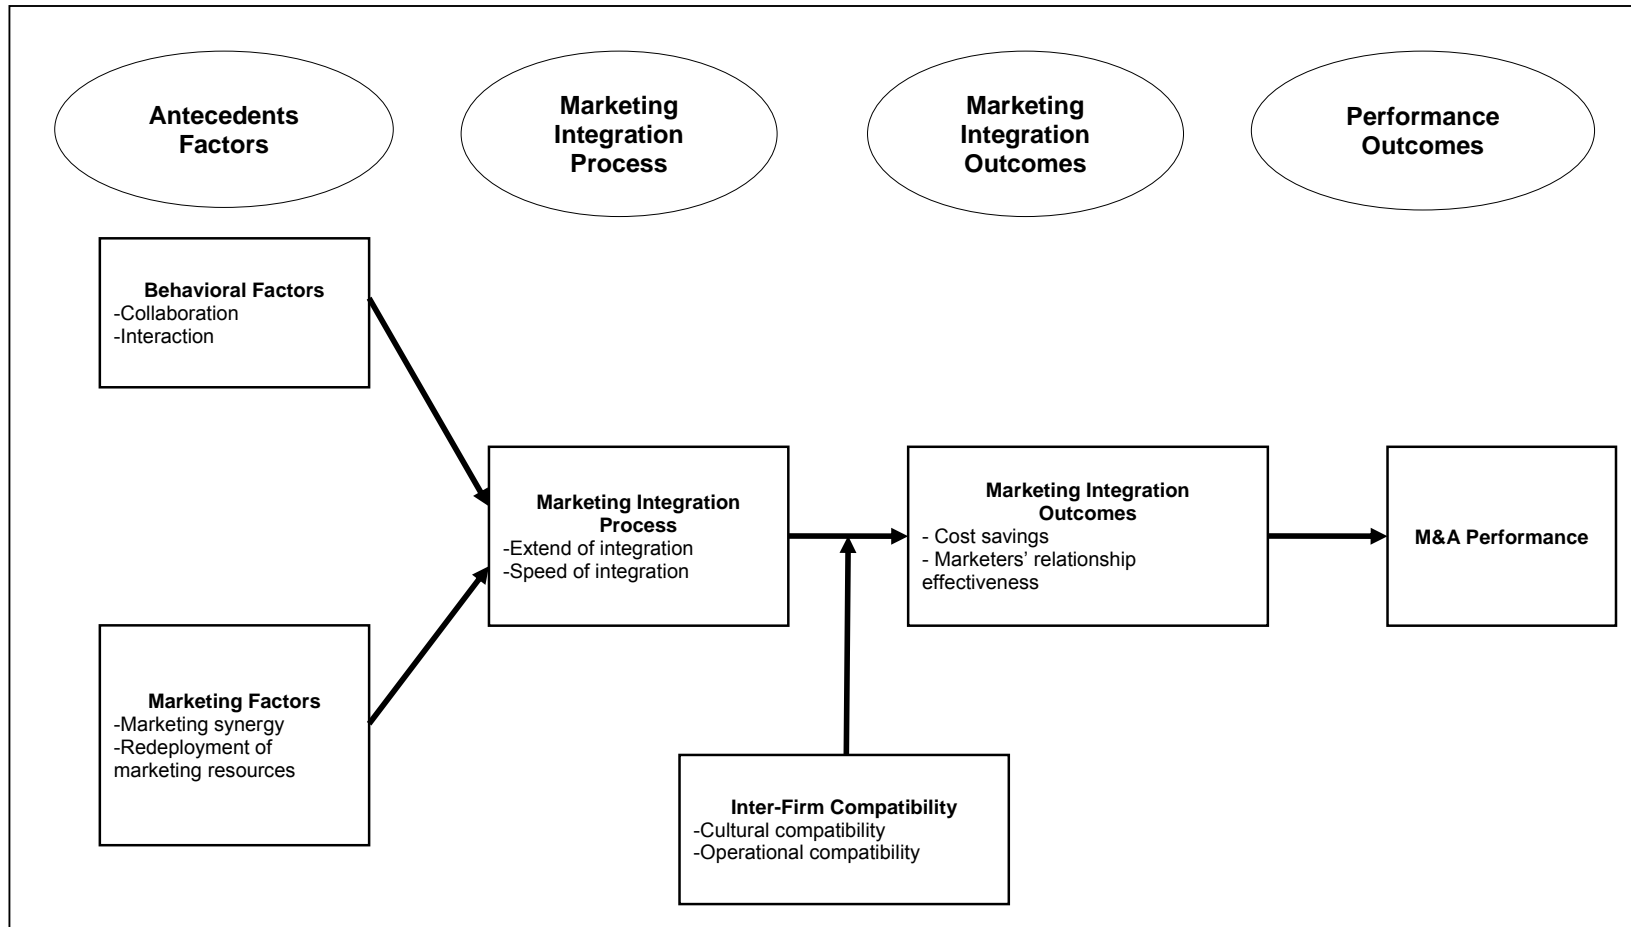 Antecedents
Factors
Marketing
Integration
Process
Marketing
Integration
Outcomes
Performance
Outcomes
Behavioral Factors
-Collaboration
-Interaction
Marketing Integration
Process
-Extend of integration
-Speed of integration
Marketing Integration
Outcomes
- Cost savings
- Marketers’ relationship
effectiveness
M&A Performance
Marketing Factors
-Marketing synergy
-Redeployment of
marketing resources
Inter-Firm Compatibility
-Cultural compatibility
-Operational compatibility